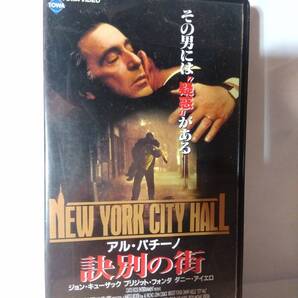 TOWA
VIDEO
その男には“疑惑”がある―
NEW YORK CITY HALL
アル・パチーノ
訣別の街
ジョン・キューザック ブリジット・フォンダ ダニー・アイエロ